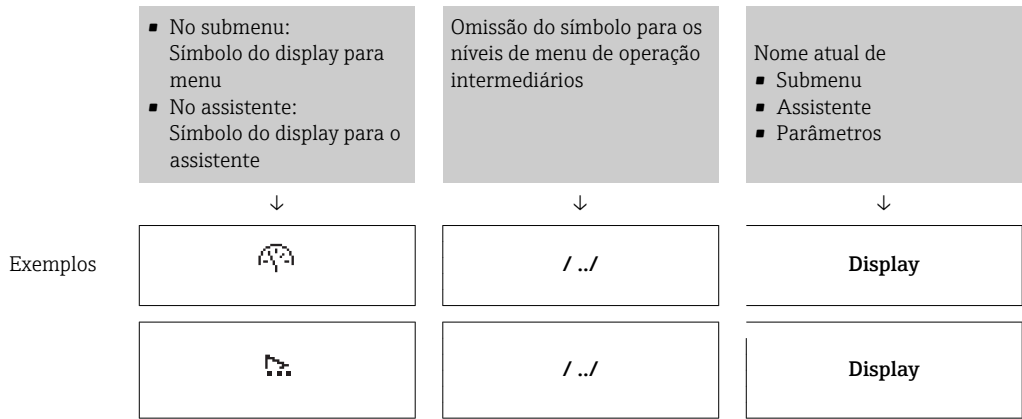 ▪ No submenu:
Símbolo do display para
menu
▪ No assistente:
Símbolo do display para o
assistente
Omissão do símbolo para os
níveis de menu de operação
intermediários
Nome atual de
▪ Submenu
▪ Assistente
▪ Parâmetros
↓ ↓ ↓
Exemplos
/ ../
Display
/ ../
Display